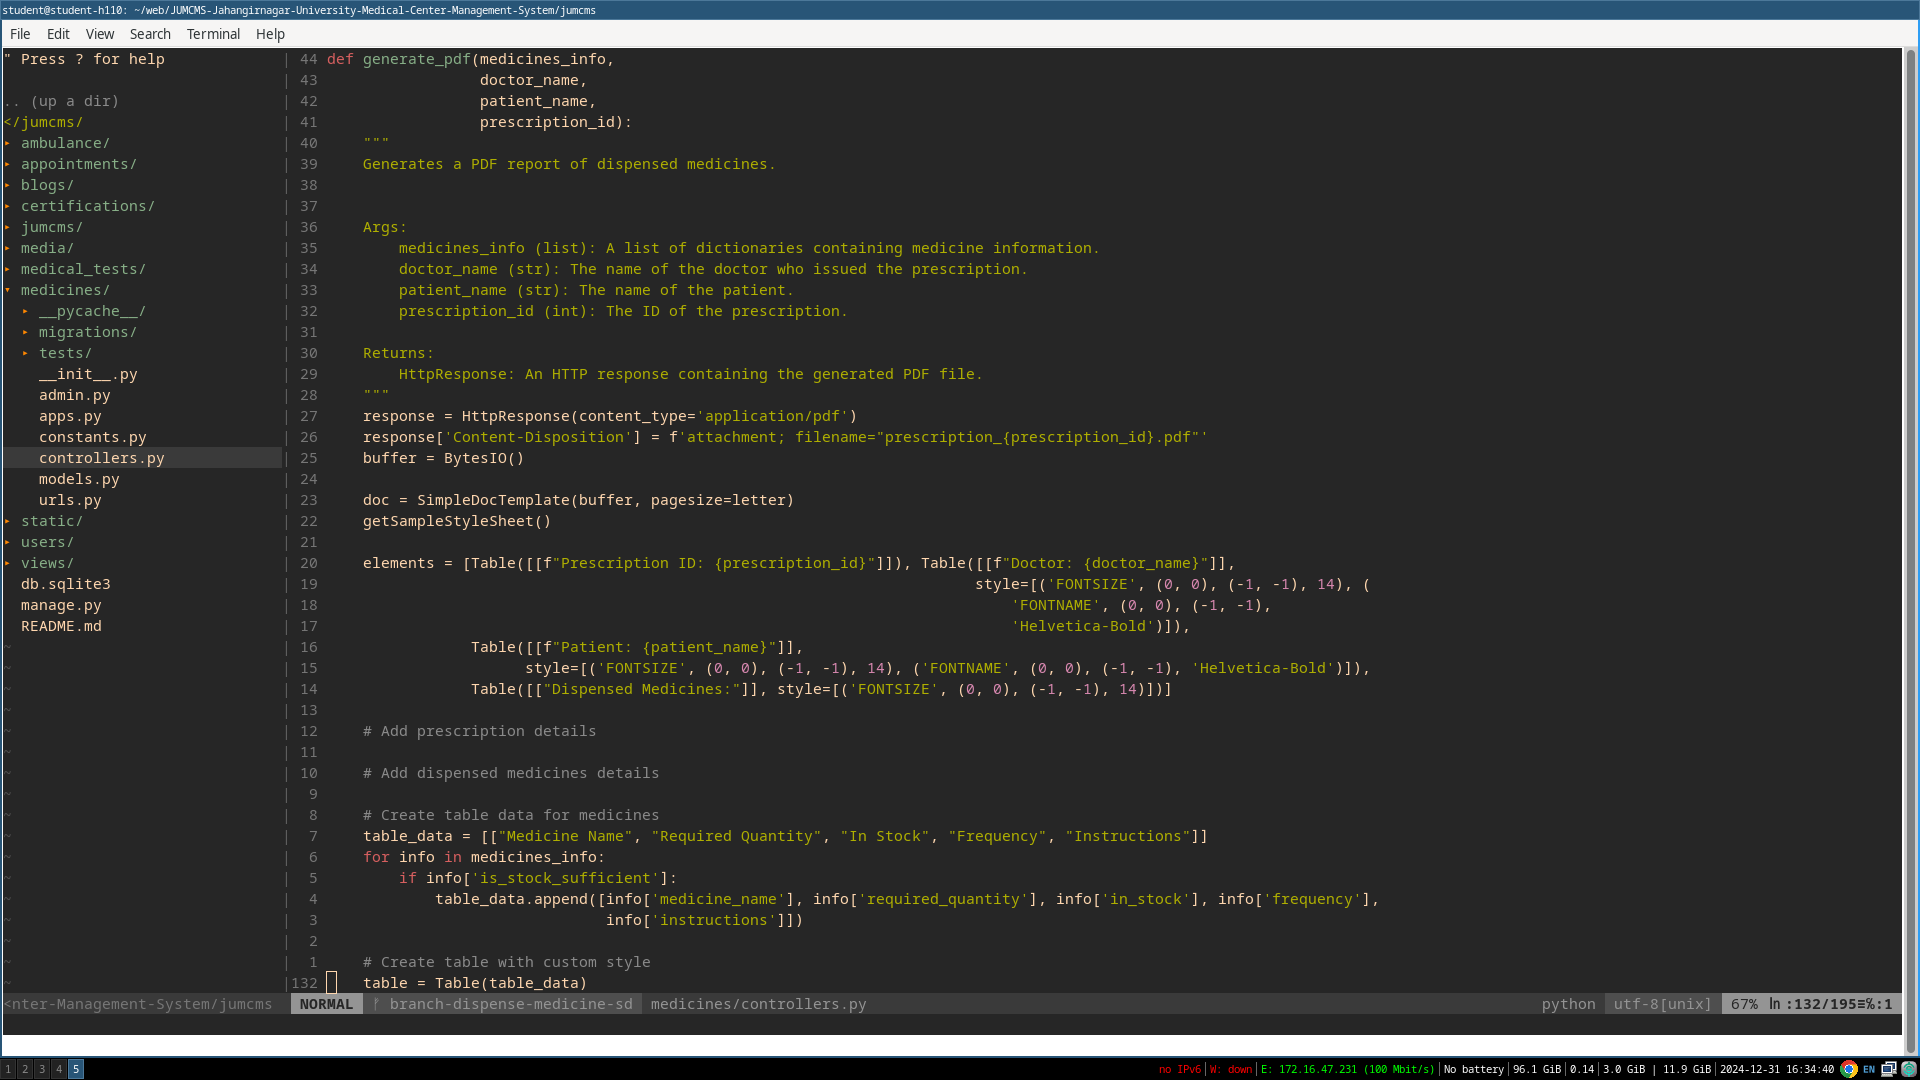 student@student-h110: ~/web/JUMCMS-Jahangirnagar-University-Medical-Center-Management-System/jumcms
File Edit View Search Terminal Help
" Press ? for help
.. (up a dir)
</jumcms/
▸ ambulance/
▸ appointments/
▸ blogs/
▸ certifications/
▸ jumcms/
▸ media/
▸ medical_tests/
▾ medicines/
  ▸ __pycache__/
  ▸ migrations/
  ▸ tests/
    __init__.py
    admin.py
    apps.py
    constants.py
    controllers.py
    models.py
    urls.py
▸ static/
▸ users/
▸ views/
  db.sqlite3
  manage.py
  README.md
44 def generate_pdf(medicines_info,
43                  doctor_name,
42                  patient_name,
41                  prescription_id):
40     """
39     Generates a PDF report of dispensed medicines.
38
37
36     Args:
35         medicines_info (list): A list of dictionaries containing medicine information.
34         doctor_name (str): The name of the doctor who issued the prescription.
33         patient_name (str): The name of the patient.
32         prescription_id (int): The ID of the prescription.
31
30     Returns:
29         HttpResponse: An HTTP response containing the generated PDF file.
28     """
27     response = HttpResponse(content_type='application/pdf')
26     response['Content-Disposition'] = f'attachment; filename="prescription_{prescription_id}.pdf"'
25     buffer = BytesIO()
24
23     doc = SimpleDocTemplate(buffer, pagesize=letter)
22     getSampleStyleSheet()
21
20     elements = [Table([[f"Prescription ID: {prescription_id}"]]), Table([[f"Doctor: {doctor_name}"]],
19                                                                         style=[('FONTSIZE', (0, 0), (-1, -1), 14), (
18                                                                             'FONTNAME', (0, 0), (-1, -1),
17                                                                             'Helvetica-Bold')]),
16                 Table([[f"Patient: {patient_name}"]],
15                       style=[('FONTSIZE', (0, 0), (-1, -1), 14), ('FONTNAME', (0, 0), (-1, -1), 'Helvetica-Bold')]),
14                 Table([["Dispensed Medicines:"]], style=[('FONTSIZE', (0, 0), (-1, -1), 14)])]
13
12     # Add prescription details
11
10     # Add dispensed medicines details
9
8     # Create table data for medicines
7     table_data = [["Medicine Name", "Required Quantity", "In Stock", "Frequency", "Instructions"]]
6     for info in medicines_info:
5         if info['is_stock_sufficient']:
4             table_data.append([info['medicine_name'], info['required_quantity'], info['in_stock'], info['frequency'],
3                                info['instructions']])
2
1     # Create table with custom style
132     table = Table(table_data)
<nter-Management-System/jumcms NORMAL branch-dispense-medicine-sd medicines/controllers.py python utf-8[unix] 67% ㏑:132/195≡℅:1
1 2 3 4 5 no IPv6|W: down|E: 172.16.47.231 (100 Mbit/s)|No battery|96.1 GiB|0.14|3.0 GiB | 11.9 GiB|2024-12-31 16:34:40 EN